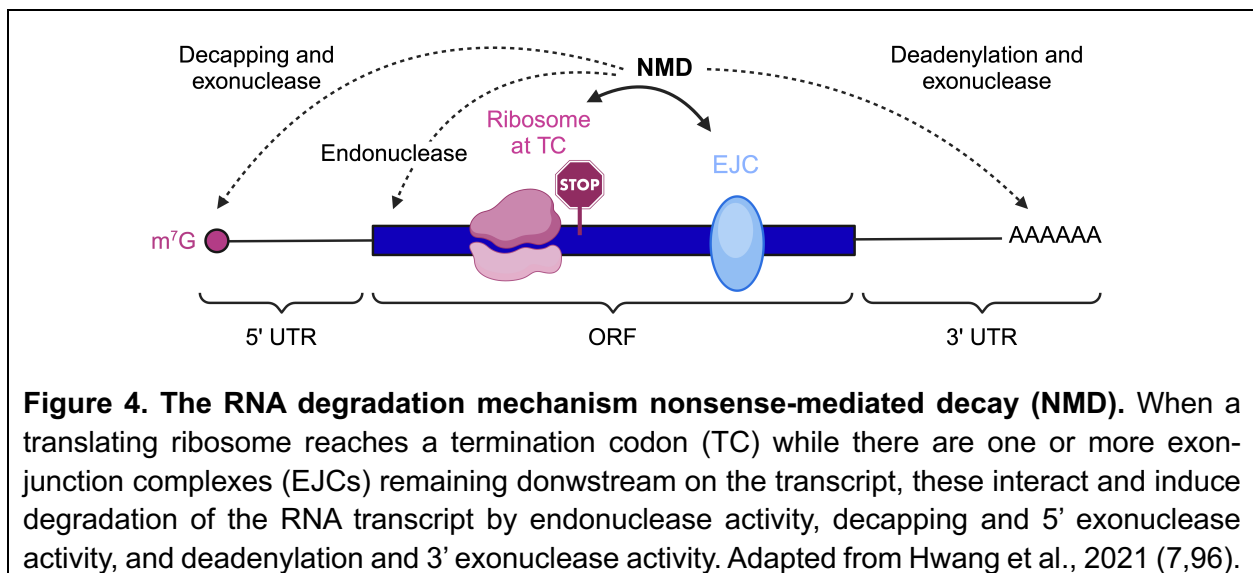 Decapping and
exonuclease
NMD
Deadenylation and
exonuclease
Ribosome
at TC
Endonuclease
EJC
STOP
m⁷G
AAAAAA
5' UTR
ORF
3' UTR
Figure 4. The RNA degradation mechanism nonsense-mediated decay (NMD). When a
translating ribosome reaches a termination codon (TC) while there are one or more exon-
junction complexes (EJCs) remaining donwstream on the transcript, these interact and induce
degradation of the RNA transcript by endonuclease activity, decapping and 5’ exonuclease
activity, and deadenylation and 3’ exonuclease activity. Adapted from Hwang et al., 2021 (7,96).